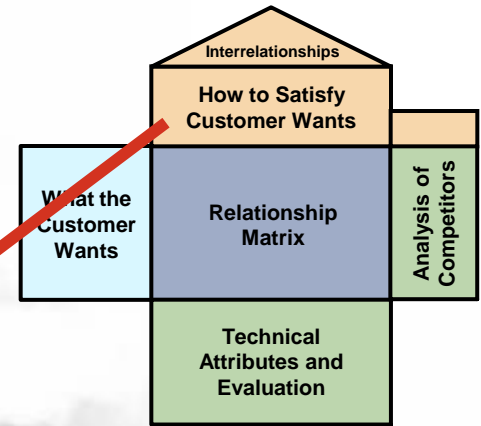 Interrelationships
How to Satisfy
Customer Wants
What the
Customer
Wants
Relationship
Matrix
Analysis of
Competitors
Technical
Attributes and
Evaluation